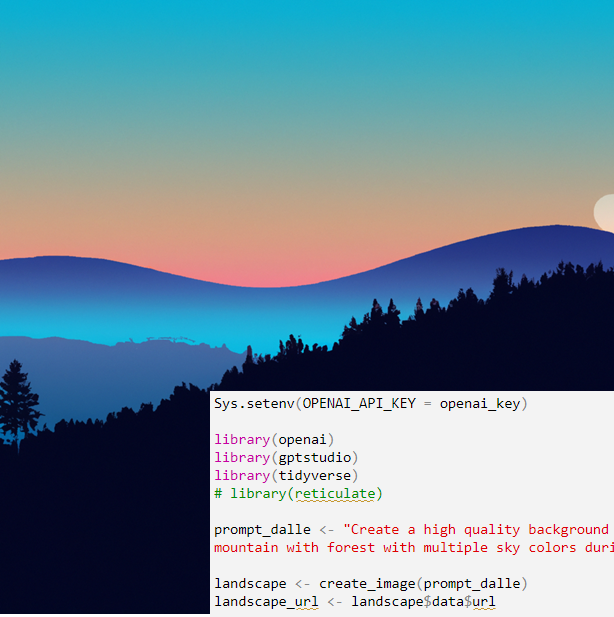 Sys.setenv(OPENAI_API_KEY = openai_key)
library(openai)
library(gptstudio)
library(tidyverse)
# library(reticulate)
prompt_dalle <- "Create a high quality background
mountain with forest with multiple sky colors duri
landscape <- create_image(prompt_dalle)
landscape_url <- landscape$data$url